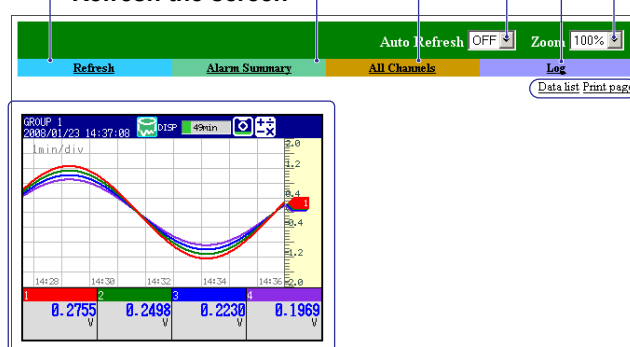 Refresh the screen
Auto Refresh OFF Zoom 100%
Refresh Alarm Summary All Channels Log
Data list Print page
GROUP 1
2008/01/23 14:37:08 DISP 49min
1min/div
2.0
1.2
0.4
1
-0.4
-1.2
-2.0
14:28 14:30 14:32 14:34 14:36
1 2 3 4
0.2755 0.2498 0.2230 0.1969
V V V V